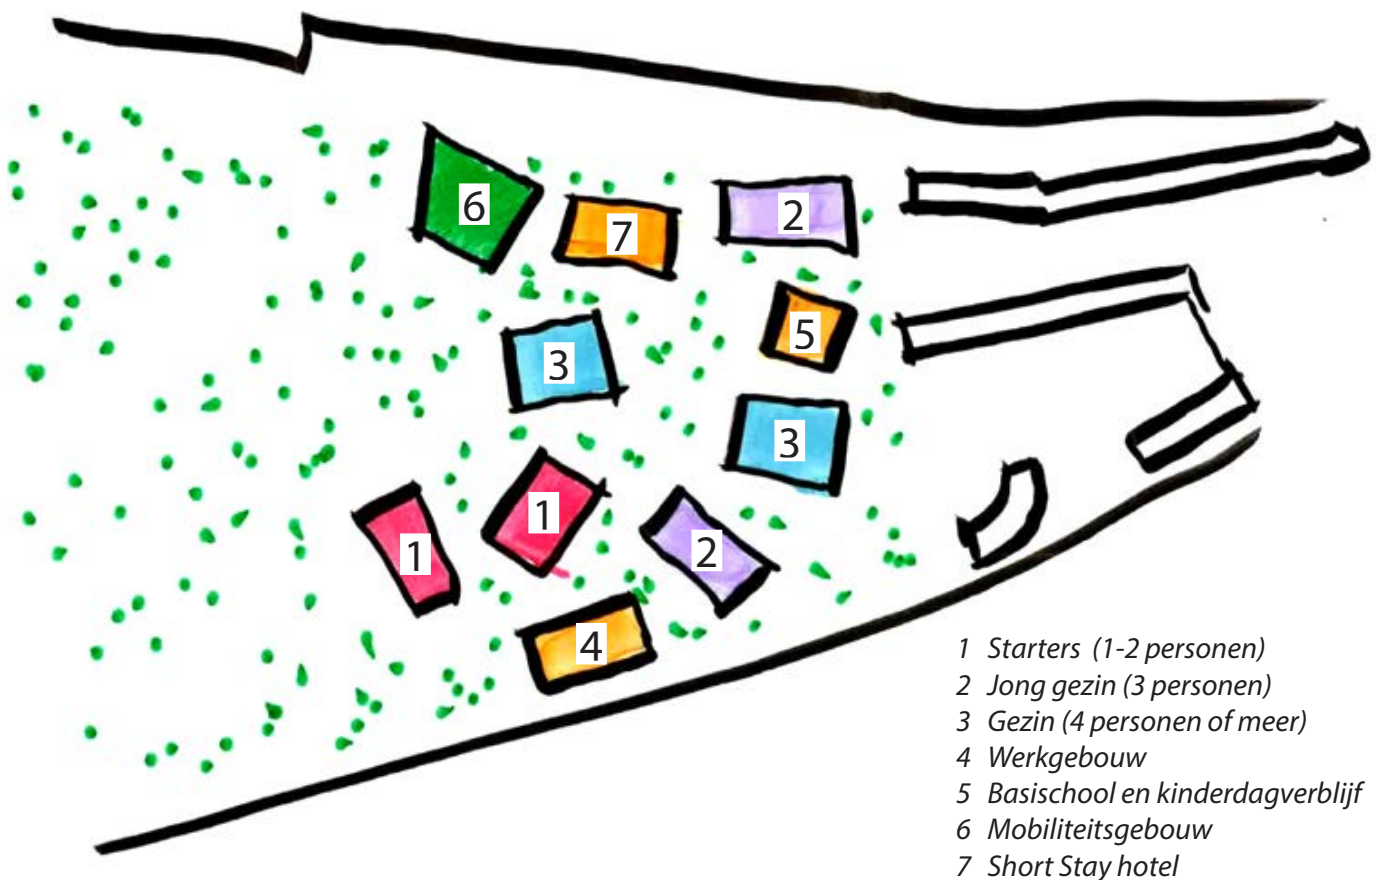 6
7
2
5
3
3
1
1
2
4
1 Starters (1-2 personen)
2 Jong gezin (3 personen)
3 Gezin (4 personen of meer)
4 Werkgebouw
5 Basischool en kinderdagverblijf
6 Mobiliteitsgebouw
7 Short Stay hotel